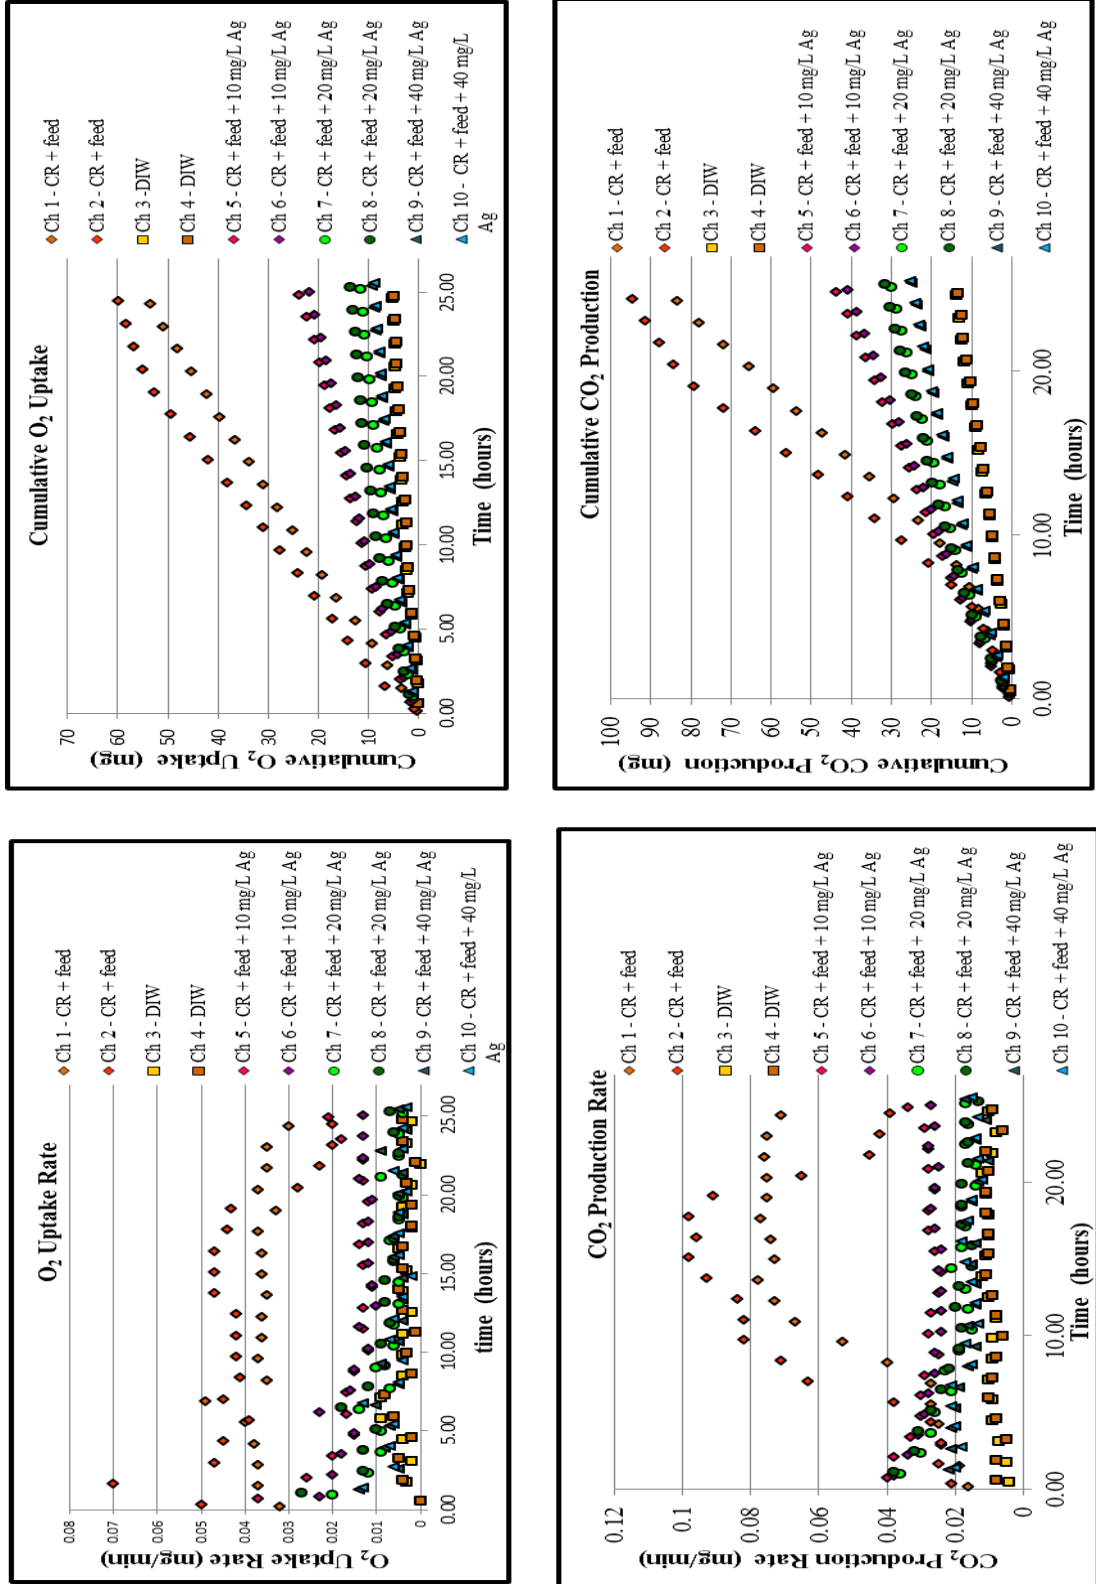 O2 Uptake Rate
O2 Uptake Rate (mg/min)
0.08
0.07
0.06
0.05
0.04
0.03
0.02
0.01
0
0.00
5.00
10.00
15.00
20.00
25.00
time (hours)
Ch 1 - CR + feed
Ch 2 - CR + feed
Ch 3 - DIW
Ch 4 - DIW
Ch 5 - CR + feed + 10 mg/L Ag
Ch 6 - CR + feed + 10 mg/L Ag
Ch 7 - CR + feed + 20 mg/L Ag
Ch 8 - CR + feed + 20 mg/L Ag
Ch 9 - CR + feed + 40 mg/L Ag
Ch 10 - CR + feed + 40 mg/L
Ag
Cumulative O2 Uptake
Cumulative O2 Uptake (mg)
70
60
50
40
30
20
10
0
0.00
5.00
10.00
15.00
20.00
25.00
Time (hours)
Ch 1 - CR + feed
Ch 2 - CR + feed
Ch 3 -DIW
Ch 4 - DIW
Ch 5 - CR + feed + 10 mg/L Ag
Ch 6 - CR + feed + 10 mg/L Ag
Ch 7 - CR + feed + 20 mg/L Ag
Ch 8 - CR + feed + 20 mg/L Ag
Ch 9 - CR + feed + 40 mg/L Ag
Ch 10 - CR + feed + 40 mg/L
Ag
CO2 Production Rate
CO2 Production Rate (mg/min)
0.12
0.1
0.08
0.06
0.04
0.02
0
0.00
10.00
20.00
Time (hours)
Ch 1 - CR + feed
Ch 2 - CR + feed
Ch 3 - DIW
Ch 4 - DIW
Ch 5 - CR + feed + 10 mg/L Ag
Ch 6 - CR + feed + 10 mg/L Ag
Ch 7 - CR + feed + 20 mg/L Ag
Ch 8 - CR + feed + 20 mg/L Ag
Ch 9 - CR + feed + 40 mg/L Ag
Ch 10 - CR + feed + 40 mg/L Ag
Cumulative CO2 Production
Cumulative CO2 Production (mg)
100
90
80
70
60
50
40
30
20
10
0
0.00
10.00
20.00
Time (hours)
Ch 1 - CR + feed
Ch 2 - CR + feed
Ch 3 - DIW
Ch 4 - DIW
Ch 5 - CR + feed + 10 mg/L Ag
Ch 6 - CR + feed + 10 mg/L Ag
Ch 7 - CR + feed + 20 mg/L Ag
Ch 8 - CR + feed + 20 mg/L Ag
Ch 9 - CR + feed + 40 mg/L Ag
Ch 10 - CR + feed + 40 mg/L Ag